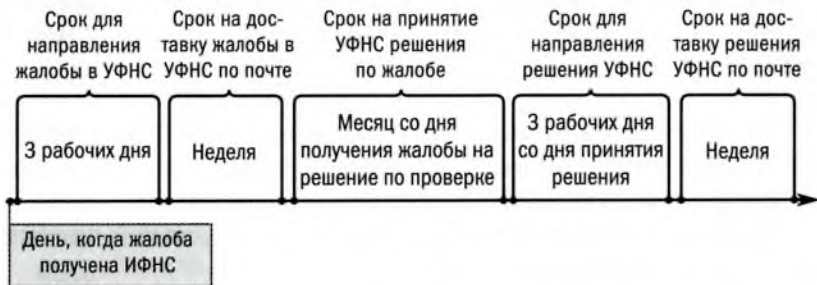 Срок для
направления
жалобы в УФНС
Срок на дос-
тавку жалобы в
УФНС по почте
Срок на принятие
УФНС решения
по жалобе
Срок для
направления
решения УФНС
Срок на дос-
тавку решения
УФНС по почте
3 рабочих дня
Неделя
Месяц со дня
получения жалобы на
решение по проверке
3 рабочих дня
со дня принятия
решения
Неделя
День, когда жалоба
получена ИФНС